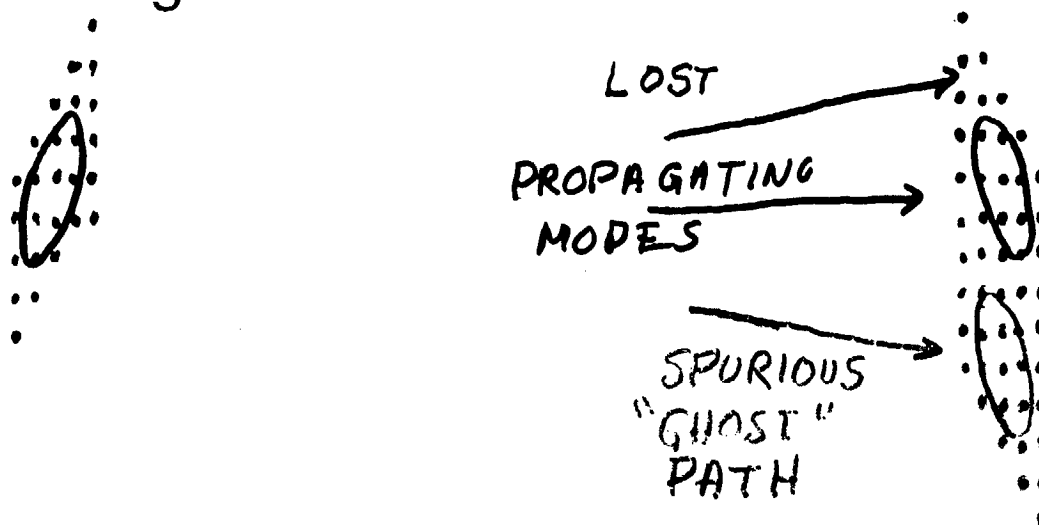 LOST
PROPAGATING
MODES
SPURIOUS
"GHOST"
PATH